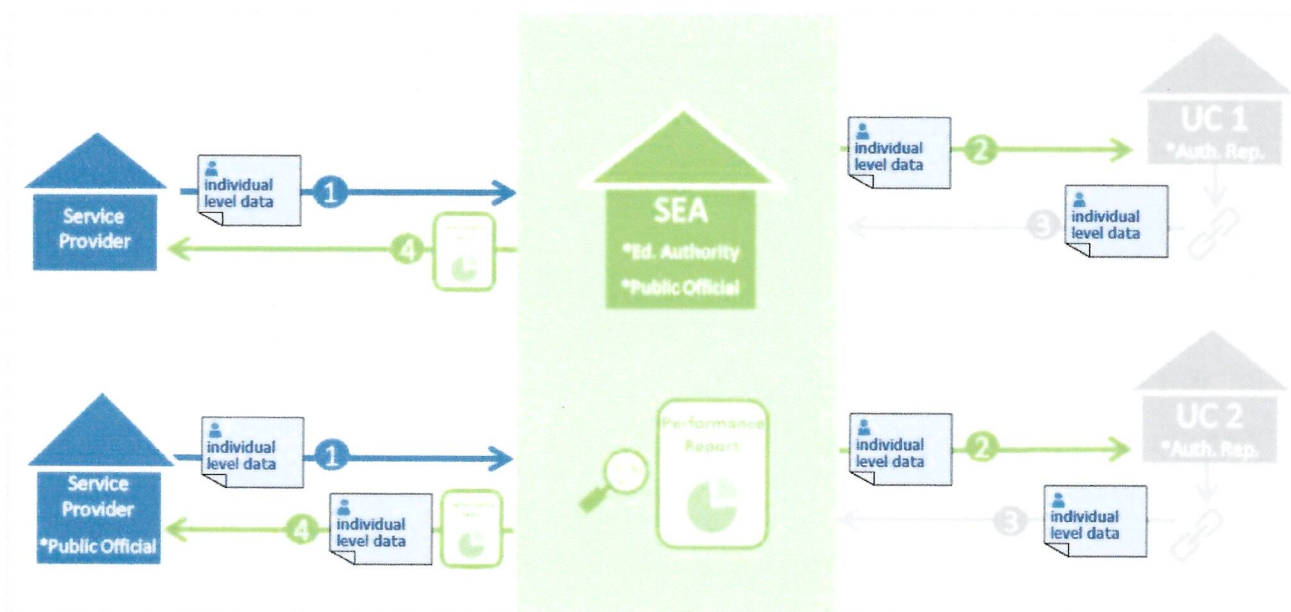 Service
Provider
individual
level data
1
4
SEA
*Ed. Authority
*Public Official
individual
level data
2
UC 1
*Auth. Rep.
3
individual
level data
Service
Provider
*Public Official
individual
level data
1
4
individual
level data
Performance
Report
individual
level data
2
UC 2
*Auth. Rep.
3
individual
level data